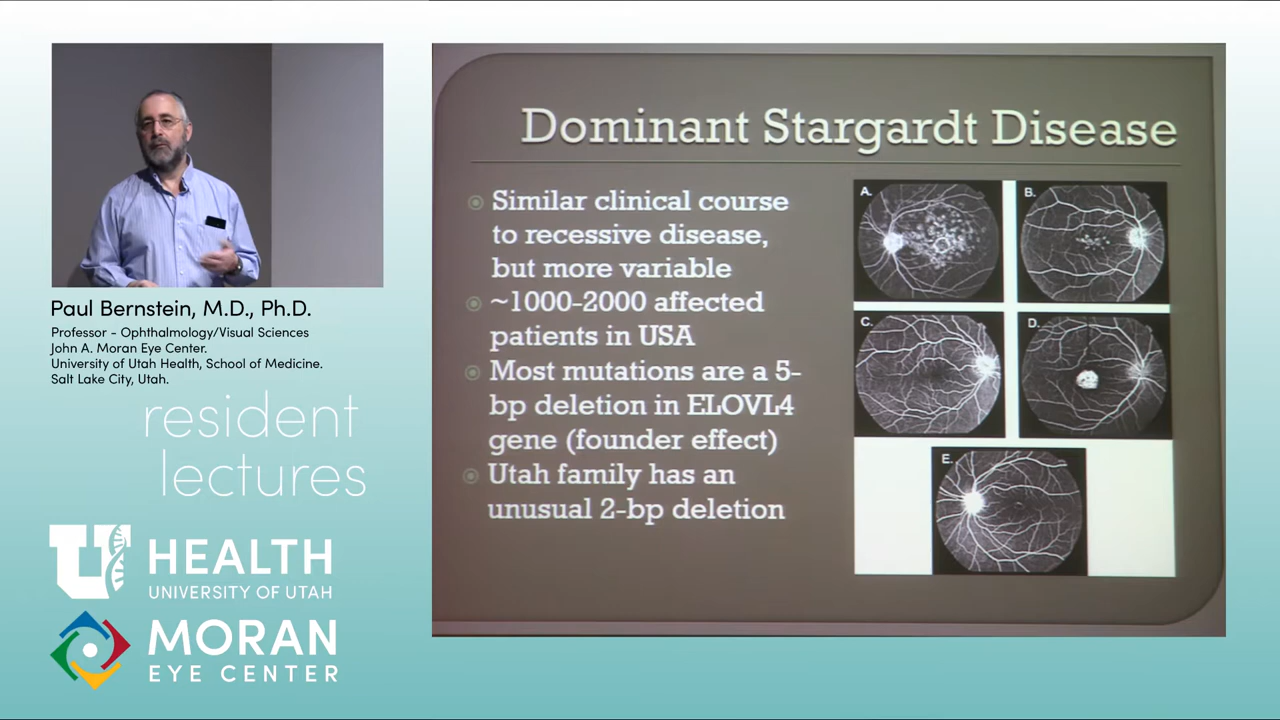 Paul Bernstein, M.D., Ph.D.
Professor - Ophthalmology/Visual Sciences
John A. Moran Eye Center.
University of Utah Health, School of Medicine.
Salt Lake City, Utah.
resident
lectures
U HEALTH
UNIVERSITY OF UTAH
MORAN
EYE CENTER
Dominant Stargardt Disease
Similar clinical course
to recessive disease,
but more variable
~1000-2000 affected
patients in USA
Most mutations are a 5-
bp deletion in ELOVL4
gene (founder effect)
Utah family has an
unusual 2-bp deletion
A.
B.
C.
D.
E.